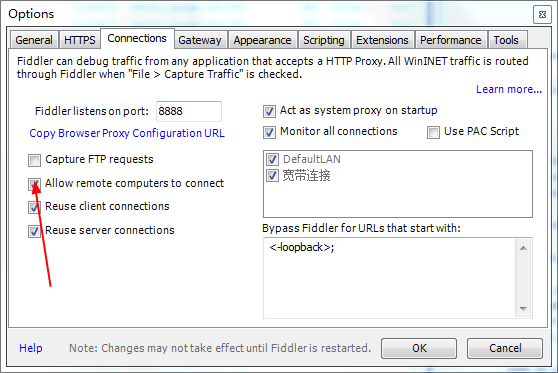 Options
General HTTPS Connections Gateway Appearance Scripting Extensions Performance Tools
Fiddler can debug traffic from any application that accepts a HTTP Proxy. All WinINET traffic is routed
through Fiddler when "File > Capture Traffic" is checked.
Learn more...
Fiddler listens on port: 8888
Copy Browser Proxy Configuration URL
Capture FTP requests
Allow remote computers to connect
Reuse client connections
Reuse server connections
Act as system proxy on startup
Monitor all connections Use PAC Script
DefaultLAN
宽带连接
Bypass Fiddler for URLs that start with:
<-loopback>;
Help Note: Changes may not take effect until Fiddler is restarted. OK Cancel